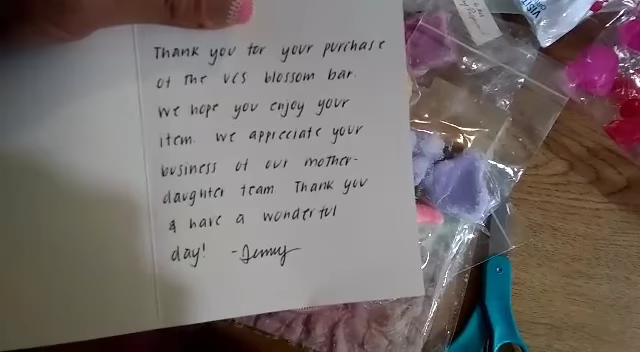 Thank you for your purchase
of the VCS blossom bar.
We hope you enjoy your
item. We appreciate your
business of our mother-
daughter team. Thank you
& have a wonderful
day! -Jenny